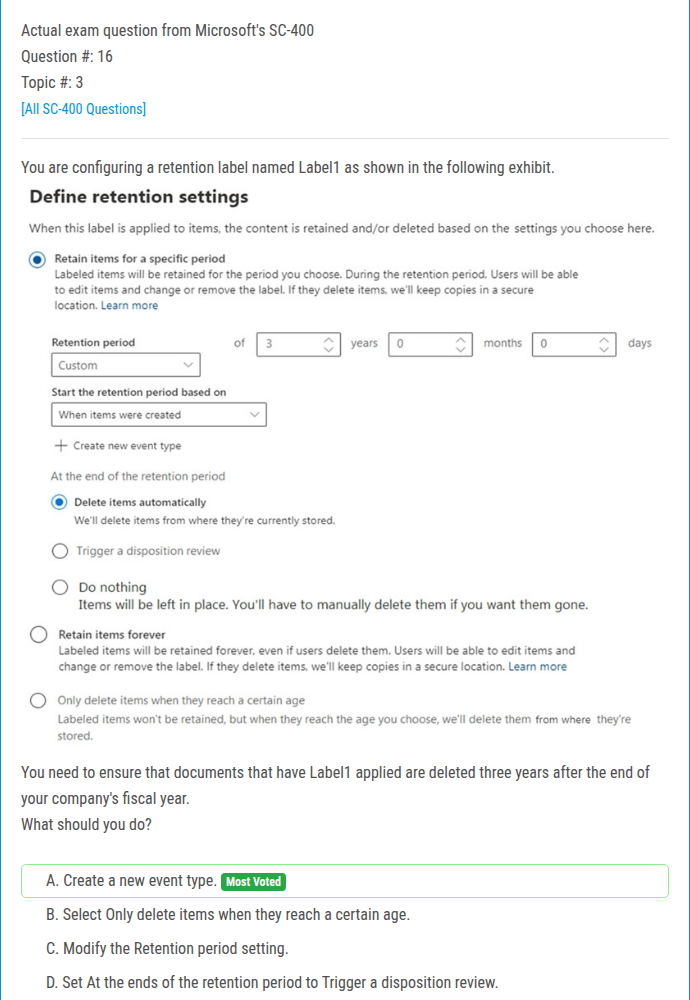 Actual exam question from Microsoft's SC-400
Question #: 16
Topic #: 3
[All SC-400 Questions]
You are configuring a retention label named Label1 as shown in the following exhibit.
Define retention settings
When this label is applied to items, the content is retained and/or deleted based on the settings you choose here.
Retain items for a specific period
Labeled items will be retained for the period you choose. During the retention period, Users will be able
to edit items and change or remove the label. If they delete items, we'll keep copies in a secure
location. Learn more
Retention period of 3 years 0 months 0 days
Custom
Start the retention period based on
When items were created
+ Create new event type
At the end of the retention period
Delete items automatically
We'll delete items from where they're currently stored.
Trigger a disposition review
Do nothing
Items will be left in place. You'll have to manually delete them if you want them gone.
Retain items forever
Labeled items will be retained forever, even if users delete them. Users will be able to edit items and
change or remove the label. If they delete items, we'll keep copies in a secure location. Learn more
Only delete items when they reach a certain age
Labeled items won't be retained, but when they reach the age you choose, we'll delete them from where they're
stored.
You need to ensure that documents that have Label1 applied are deleted three years after the end of
your company's fiscal year.
What should you do?
A. Create a new event type. Most Voted
B. Select Only delete items when they reach a certain age.
C. Modify the Retention period setting.
D. Set At the ends of the retention period to Trigger a disposition review.